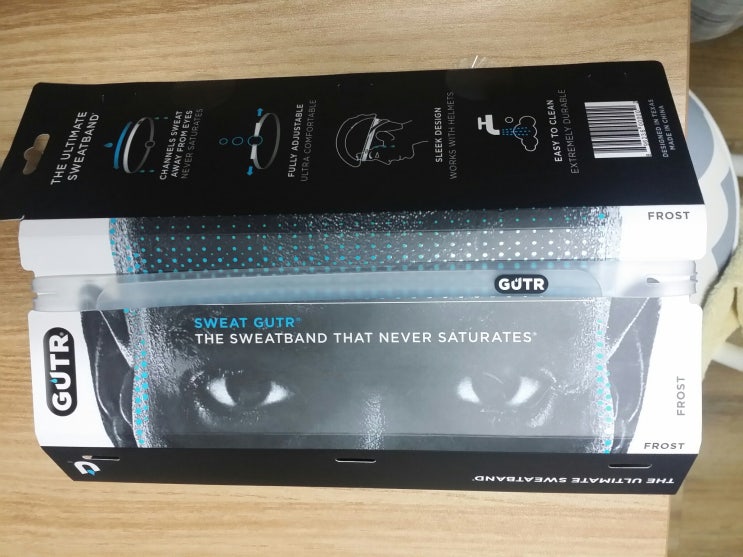 THE ULTIMATE
SWEATBAND®
CHANNELS SWEAT
AWAY FROM EYES
NEVER SATURATES
FULLY ADJUSTABLE
ULTRA COMFORTABLE
SLEEK DESIGN
WORKS WITH HELMETS
EASY TO CLEAN
EXTREMELY DURABLE
DESIGNED IN TEXAS
MADE IN CHINA
FROST
GUTR
SWEAT GUTR®
THE SWEATBAND THAT NEVER SATURATES®
GUTR
FROST
FROST
THE ULTIMATE SWEATBAND®